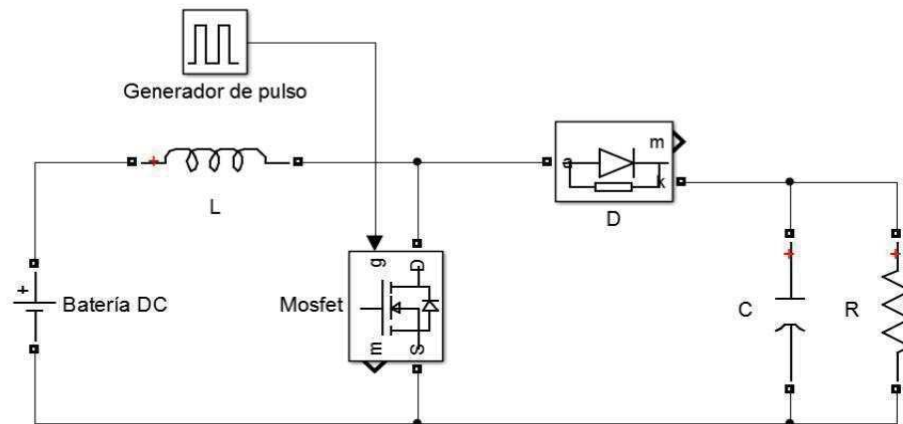 Generador de pulso
L
m
a
k
D
Batería DC
Mosfet
g
D
m
S
C
R